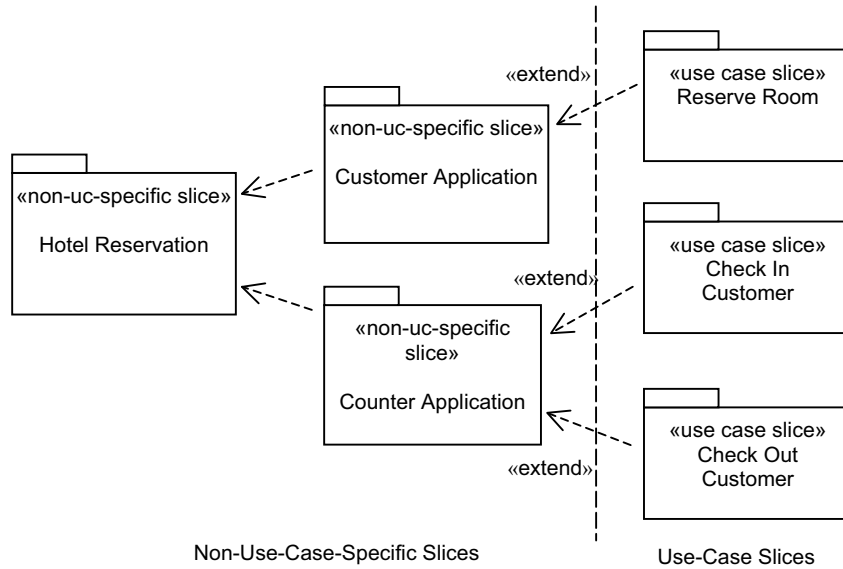 «extend»
«use case slice»
Reserve Room
«non-uc-specific slice»
Customer Application
«non-uc-specific slice»
Hotel Reservation
«extend»
«use case slice»
Check In
Customer
«non-uc-specific
slice»
Counter Application
«use case slice»
Check Out
Customer
«extend»
Non-Use-Case-Specific Slices
Use-Case Slices